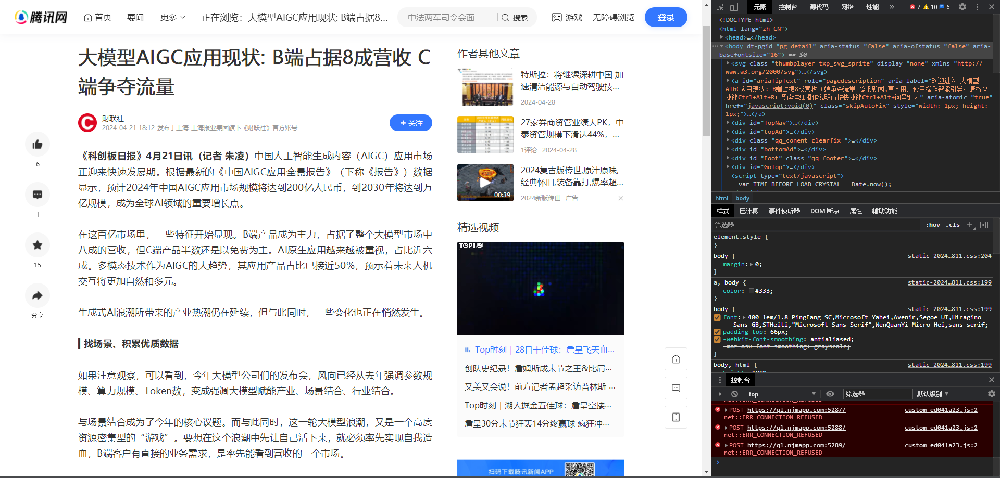 腾讯网
首页
要闻
更多
正在浏览：大模型AIGC应用现状: B端占据8...
中法两军司令会面
搜索
游戏
无障碍浏览
登录
大模型AIGC应用现状: B端占据8成营收 C
端争夺流量
财联社
2024-04-21 18:12 发布于上海 上海报业集团旗下《财联社》官方账号
+ 关注
6
1
15
分享
《科创板日报》4月21日讯（记者 朱凌）中国人工智能生成内容（AIGC）应用市场
正迎来快速发展期。根据最新的《中国AIGC应用全景报告》（下称《报告》）数据
显示，预计2024年中国AIGC应用市场规模将达到200亿人民币，到2030年将达到万
亿规模，成为全球AI领域的重要增长点。
在这百亿市场里，一些特征开始显现。B端产品成为主力，占据了整个大模型市场中
八成的营收，但C端产品半数还是以免费为主。AI原生应用越来越被重视，占比近六
成。多模态技术作为AIGC的大趋势，其应用产品占比已接近50%，预示着未来人机
交互将更加自然和多元。
生成式AI浪潮所带来的产业热潮仍在延续，但与此同时，一些变化也正在悄然发生。
找场景、积累优质数据
如果注意观察，可以看到，今年大模型公司们的发布会，风向已经从去年强调参数规
模、算力规模、Token数，变成强调大模型赋能产业、场景结合、行业结合。
与场景结合成为了今年的核心议题。而与此同时，这一轮大模型浪潮，又是一个高度
资源密集型的“游戏”。要想在这个浪潮中先让自己活下来，就必须率先实现自我造
血，B端客户有直接的业务需求，是率先能看到营收的一个市场。
作者其他文章
特斯拉：将继续深耕中国 加
速清洁能源与自动驾驶技...
2024-04-28
27家券商资管业绩大PK，中
泰资管规模下滑达44%，...
1评论 2024-04-28
00:39
2024复古版传世,原汁原味,
经典怀旧,装备靠打,爆率超...
2024新版传世 广告
精选视频
TOP时刻
Top时刻 | 28日十佳球：詹皇飞天血...
创队史纪录！詹姆斯成末节之王&比肩...
又美又会说！前方记者孟超采访普林斯 ...
Top时刻 | 湖人掘金五佳球：詹皇空接...
詹皇30分末节狂轰14分终赢球 疯狂冲...
扫码下载腾讯新闻APP
元素
控制台
源代码
网络
性能
»
7
10
6
<!DOCTYPE html>
<html lang="zh-CN">
<head>…</head>
<body dt-pgid="pg_detail" aria-status="false" aria-ofstatus="false" aria-
basefontsize="16"> == $0
<svg class="thumbplayer txp_svg_sprite" display="none" xmlns="http://
www.w3.org/2000/svg">…</svg>
<a id="ariaTipText" role="pagedescription" aria-label="欢迎进入 大模型
AIGC应用现状: B端占据8成营收 C端争夺流量_腾讯新闻,盲人用户使用操作智能引导，请按快
捷键Ctrl+Alt+R；阅读详细操作说明请按快捷键Ctrl+Alt+问号键。" aria-atomic="true"
href="javascript:void(0)" class="skipAutoFix" style="width: 1px; height:
1px;">…</a>
<div id="TopNav">…</div>
<div id="topAd">…</div>
<div class="qq_conent clearfix ">…</div>
<div id="bottomAd">…</div>
<div id="Foot" class="qq_footer">…</div>
<div id="GoTop">…</div>
<script type="text/javascript">
var TIME_BEFORE_LOAD_CRYSTAL = Date.now();
html body
样式
已计算
事件侦听器
DOM 断点
属性
辅助功能
筛选器
:hov .cls +
element.style {
}
body {
static-2024…811.css:204
margin: 0;
}
a, body {
static-2024…811.css:199
color: #333;
}
body {
static-2024…811.css:199
font: 400 1em/1.8 PingFang SC,Microsoft Yahei,Avenir,Segoe UI,Hiragino
Sans GB,STHeiti,"Microsoft Sans Serif",WenQuanYi Micro Hei,sans-serif;
padding-top: 66px;
-webkit-font-smoothing: antialiased;
-moz-osx-font-smoothing: grayscale;
}
body, html {
static-2024…811.css:199
height: 100%;
控制台
top
筛选器
默认级别
POST https://ql.njmapp.com:5287/
custom_ed041a23.js:2
net::ERR_CONNECTION_REFUSED
POST https://ql.njmapp.com:5288/
custom_ed041a23.js:2
net::ERR_CONNECTION_REFUSED
POST https://ql.njmapp.com:5289/
custom_ed041a23.js:2
net::ERR_CONNECTION_REFUSED